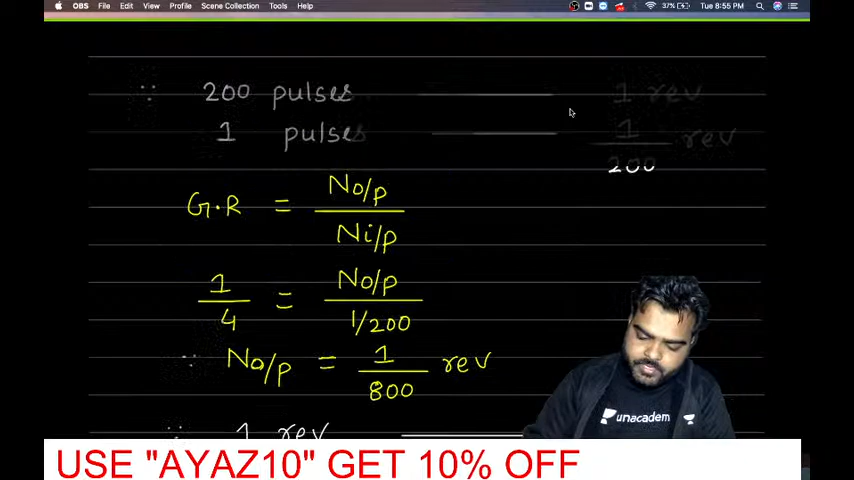 OBS File Edit View Profile Scene Collection Tools Help 37% Tue 8:55 PM
∵ 200 pulses 1 rev
1 pulses 1/200 rev
G.R = No/p / Ni/p
1/4 = No/p / 1/200
∵ No/p = 1/800 rev
∵ 1 rev
unacademy
USE "AYAZ10" GET 10% OFF